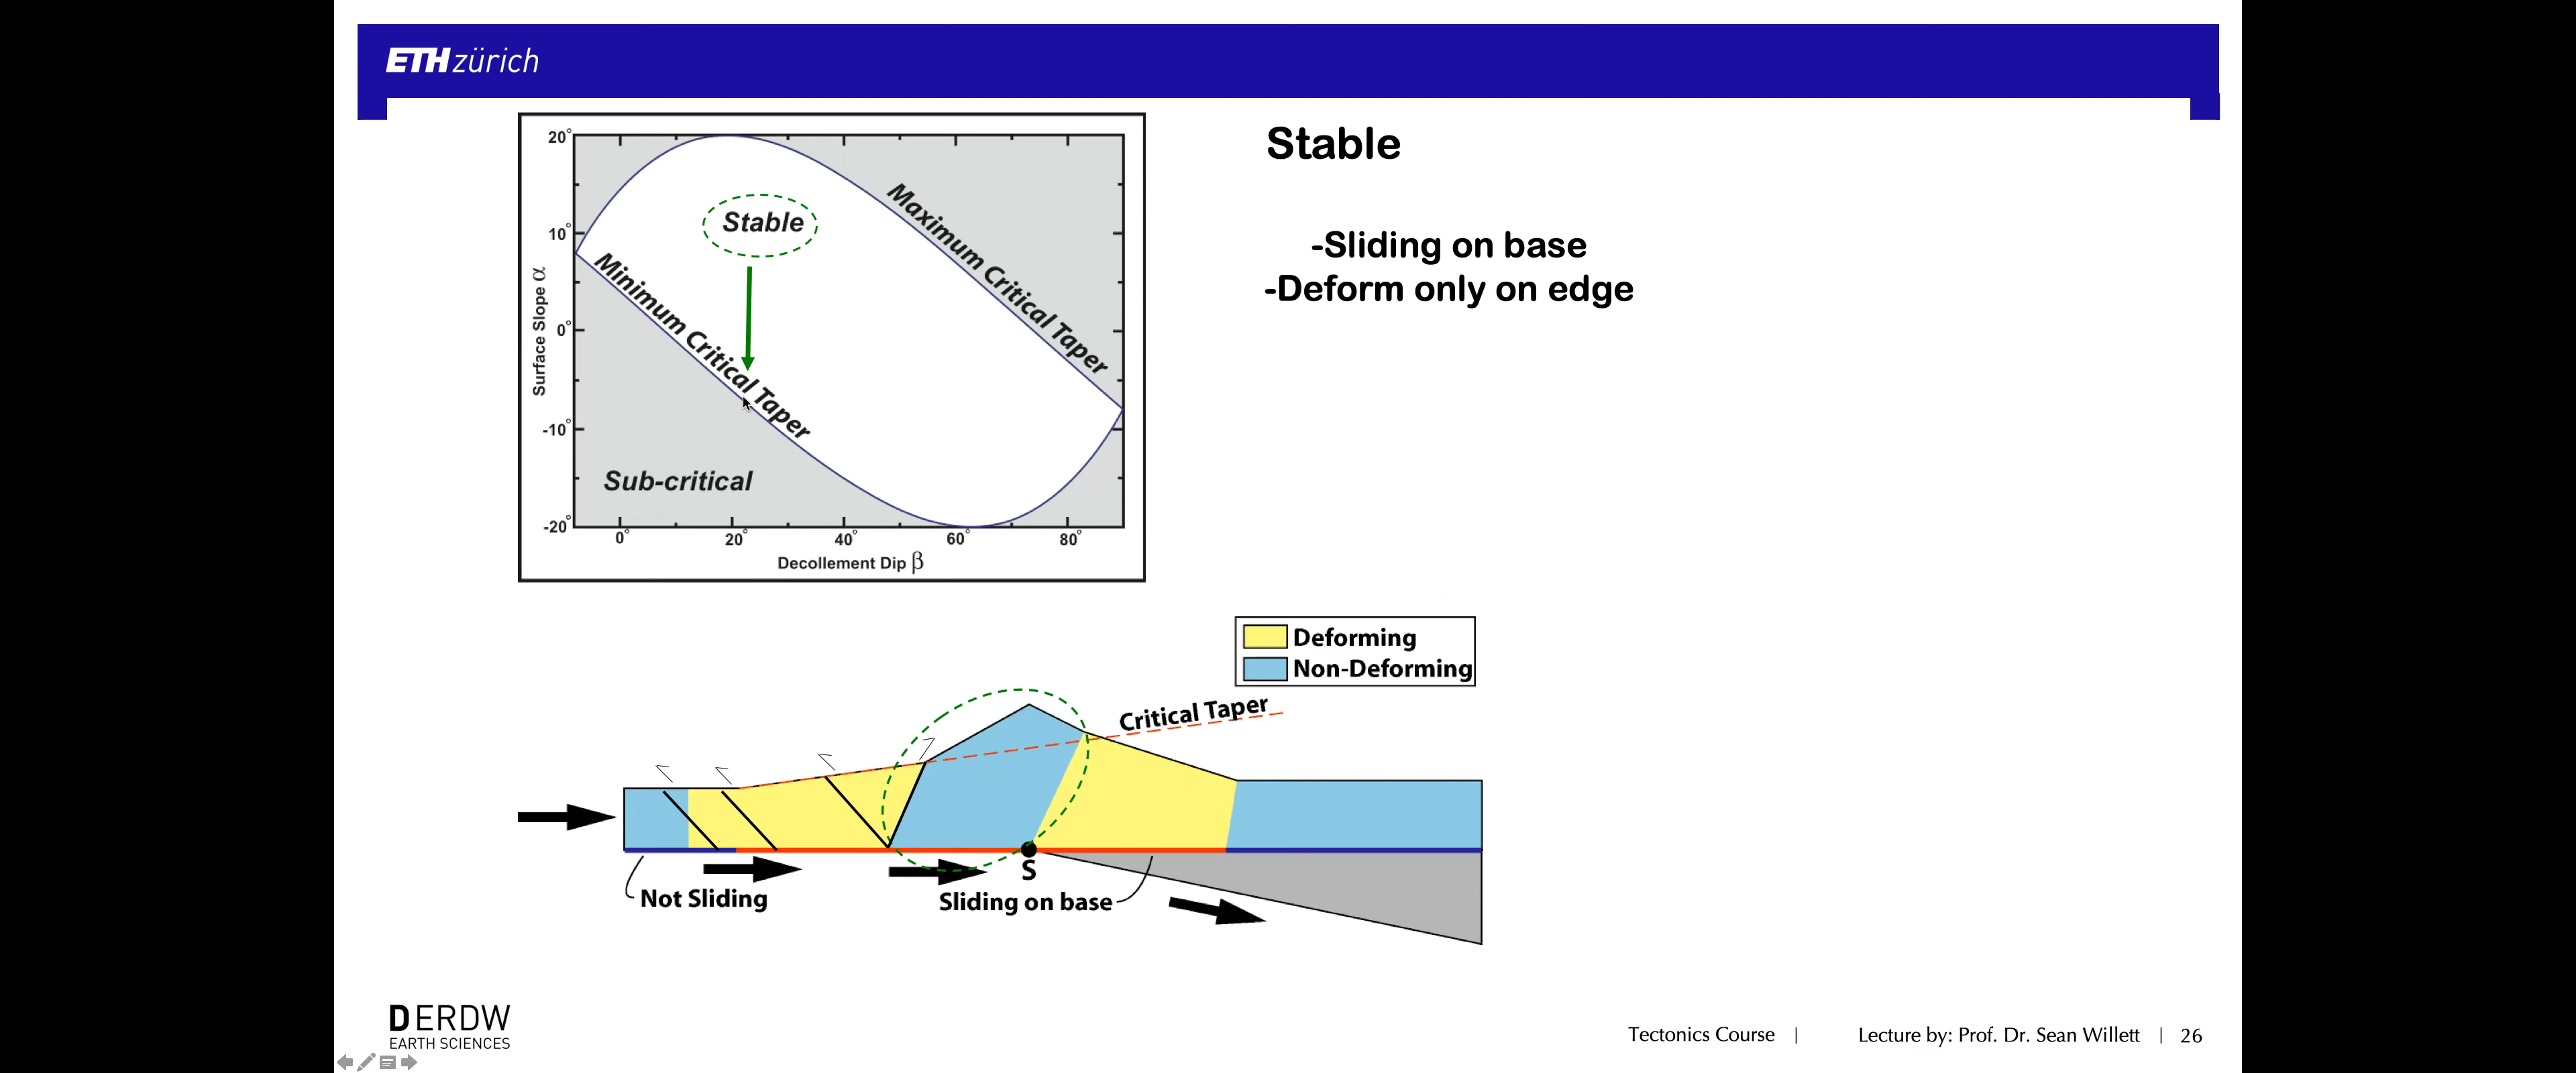 ETH zürich
Stable
-Sliding on base
-Deform only on edge
20°
10°
0°
-10°
-20°
Surface Slope α
Stable
Maximum Critical Taper
Minimum Critical Taper
Sub-critical
0°
20°
40°
60°
80°
Decollement Dip β
Deforming
Non-Deforming
Critical Taper
S
Not Sliding
Sliding on base
DERDW
EARTH SCIENCES
Tectonics Course | Lecture by: Prof. Dr. Sean Willett | 26